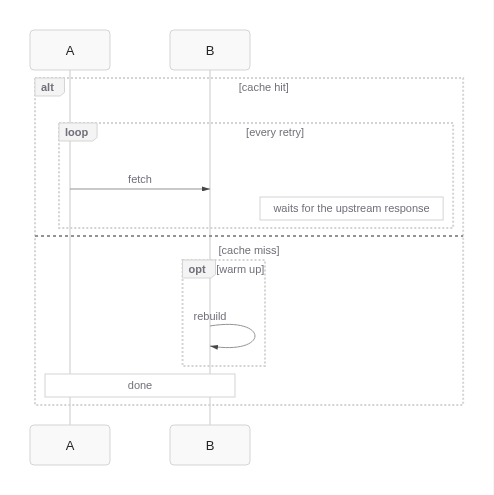 A
B
alt
[cache hit]
loop
[every retry]
fetch
waits for the upstream response
[cache miss]
opt
[warm up]
rebuild
done
A
B